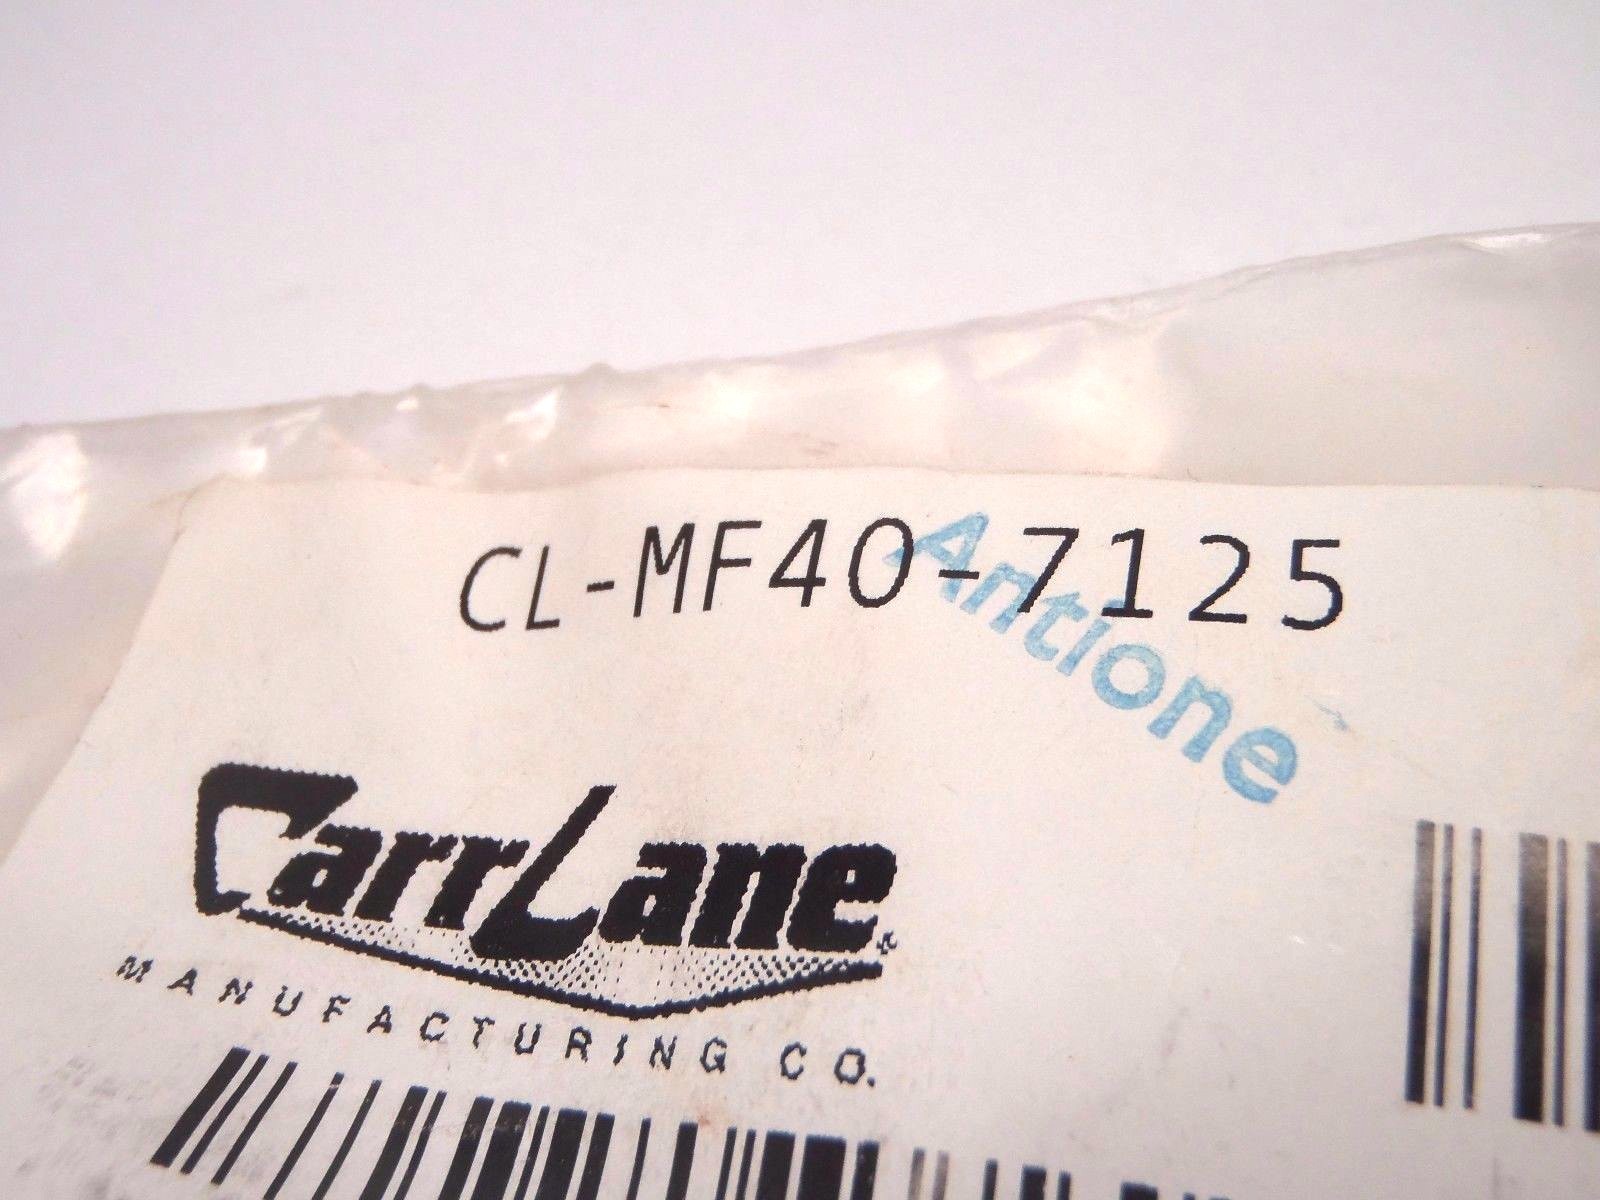 CL-MF40-7125
Antione
CarrLane
MANUFACTURING CO.